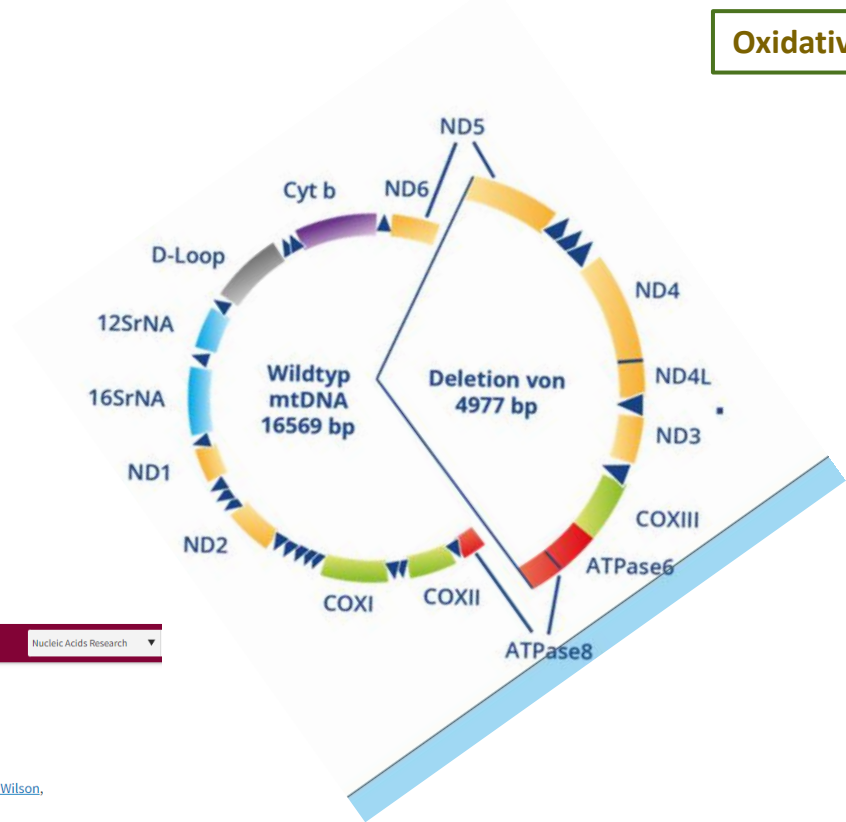 Oxidativ
ND5
Cyt b
ND6
D-Loop
ND4
12SrNA
Wildtyp
mtDNA
16569 bp
Deletion von
4977 bp
ND4L
16SrNA
ND3
ND1
COXIII
ND2
ATPase6
COXI
COXII
ATPase8
Nucleic Acids Research
Wilson,